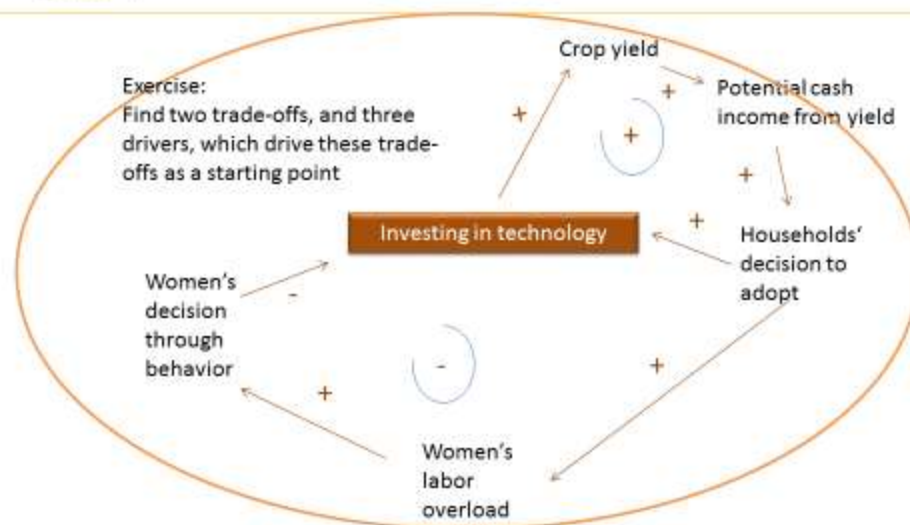 Crop yield
Exercise:
Find two trade-offs, and three
drivers, which drive these trade-
offs as a starting point
+
+
Potential cash
income from yield
+
+
+
Investing in technology
Households'
decision to
adopt
Women's
decision
through
behavior
-
-
+
+
Women's
labor
overload